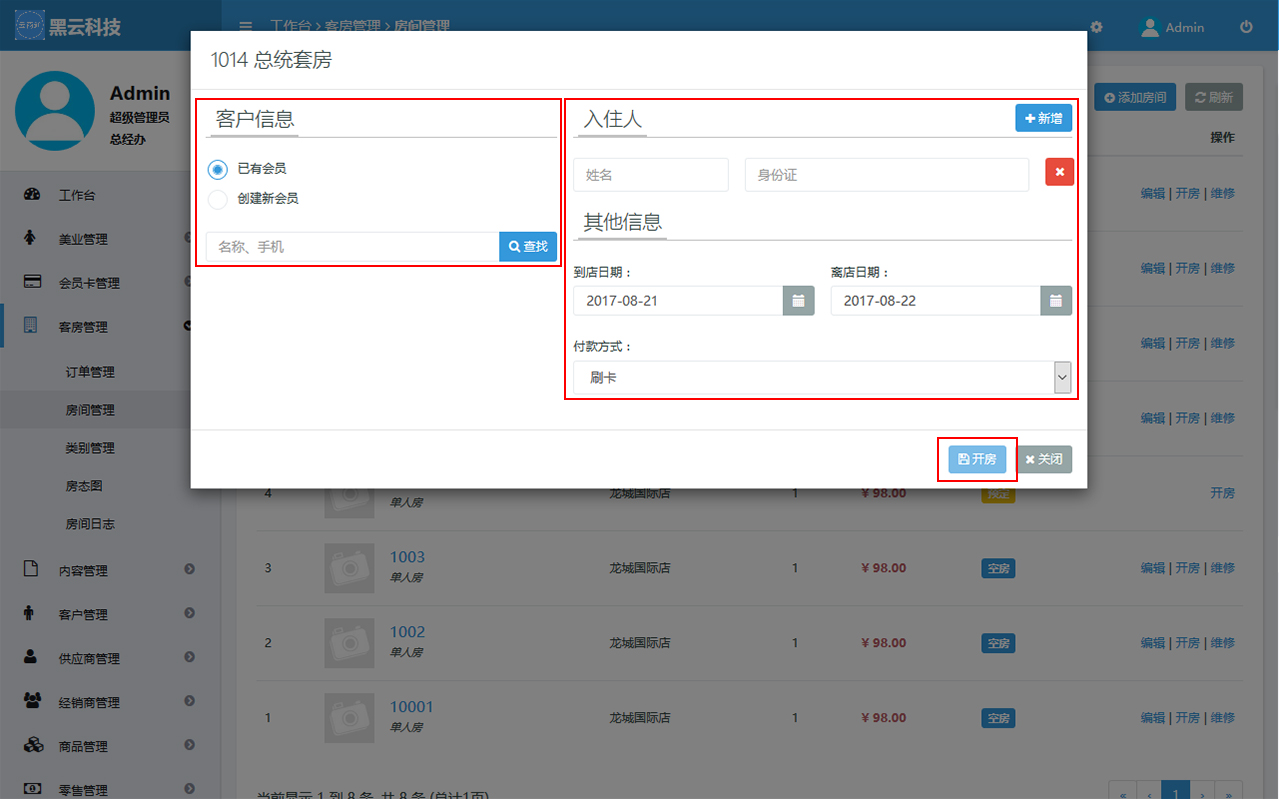 黑云科技
工作台 > 客房管理 > 房间管理
Admin
Admin
超级管理员
总经办
工作台
美业管理
会员卡管理
客房管理
订单管理
房间管理
类别管理
房态图
房间日志
内容管理
客户管理
供应商管理
经销商管理
商品管理
零售管理
添加房间
刷新
操作
编辑 | 开房 | 维修
编辑 | 开房 | 维修
编辑 | 开房 | 维修
编辑 | 开房 | 维修
1014 总统套房
客户信息
已有会员
创建新会员
名称、手机
查找
入住人
新增
姓名
身份证
其他信息
到店日期：
离店日期：
2017-08-21
2017-08-22
付款方式：
刷卡
开房
关闭
4
单人房
龙城国际店
1
¥ 98.00
预定
开房
3
1003
单人房
龙城国际店
1
¥ 98.00
空房
编辑 | 开房 | 维修
2
1002
单人房
龙城国际店
1
¥ 98.00
空房
编辑 | 开房 | 维修
1
10001
单人房
龙城国际店
1
¥ 98.00
空房
编辑 | 开房 | 维修
当前显示 1 到 8 条, 共 8 条 (总计1页)
« ‹ 1 › »